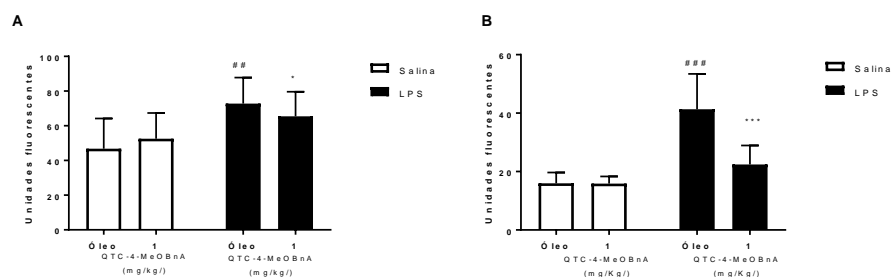 A
Unidades fluorescentes
100
80
60
40
20
0
##
*
Salina
LPS
Óleo 1 Óleo 1
QTC-4-MeOBnA QTC-4-MeOBnA
(mg/kg/) (mg/kg/)
B
Unidades fluorescentes
60
40
20
0
###
***
Salina
LPS
Óleo 1 Óleo 1
QTC-4-MeOBnA QTC-4-MeOBnA
(mg/Kg/) (mg/Kg/)